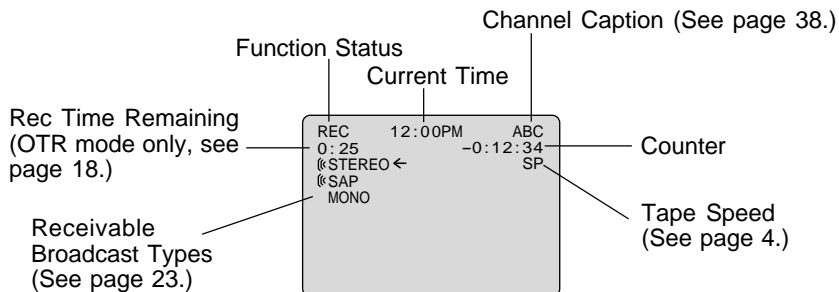 Channel Caption (See page 38.)
Function Status
Current Time
Rec Time Remaining
(OTR mode only, see
page 18.)
REC 12:00PM ABC
0:25 -0:12:34
STEREO ←
SP
SAP
MONO
Counter
Tape Speed
(See page 4.)
Receivable
Broadcast Types
(See page 23.)